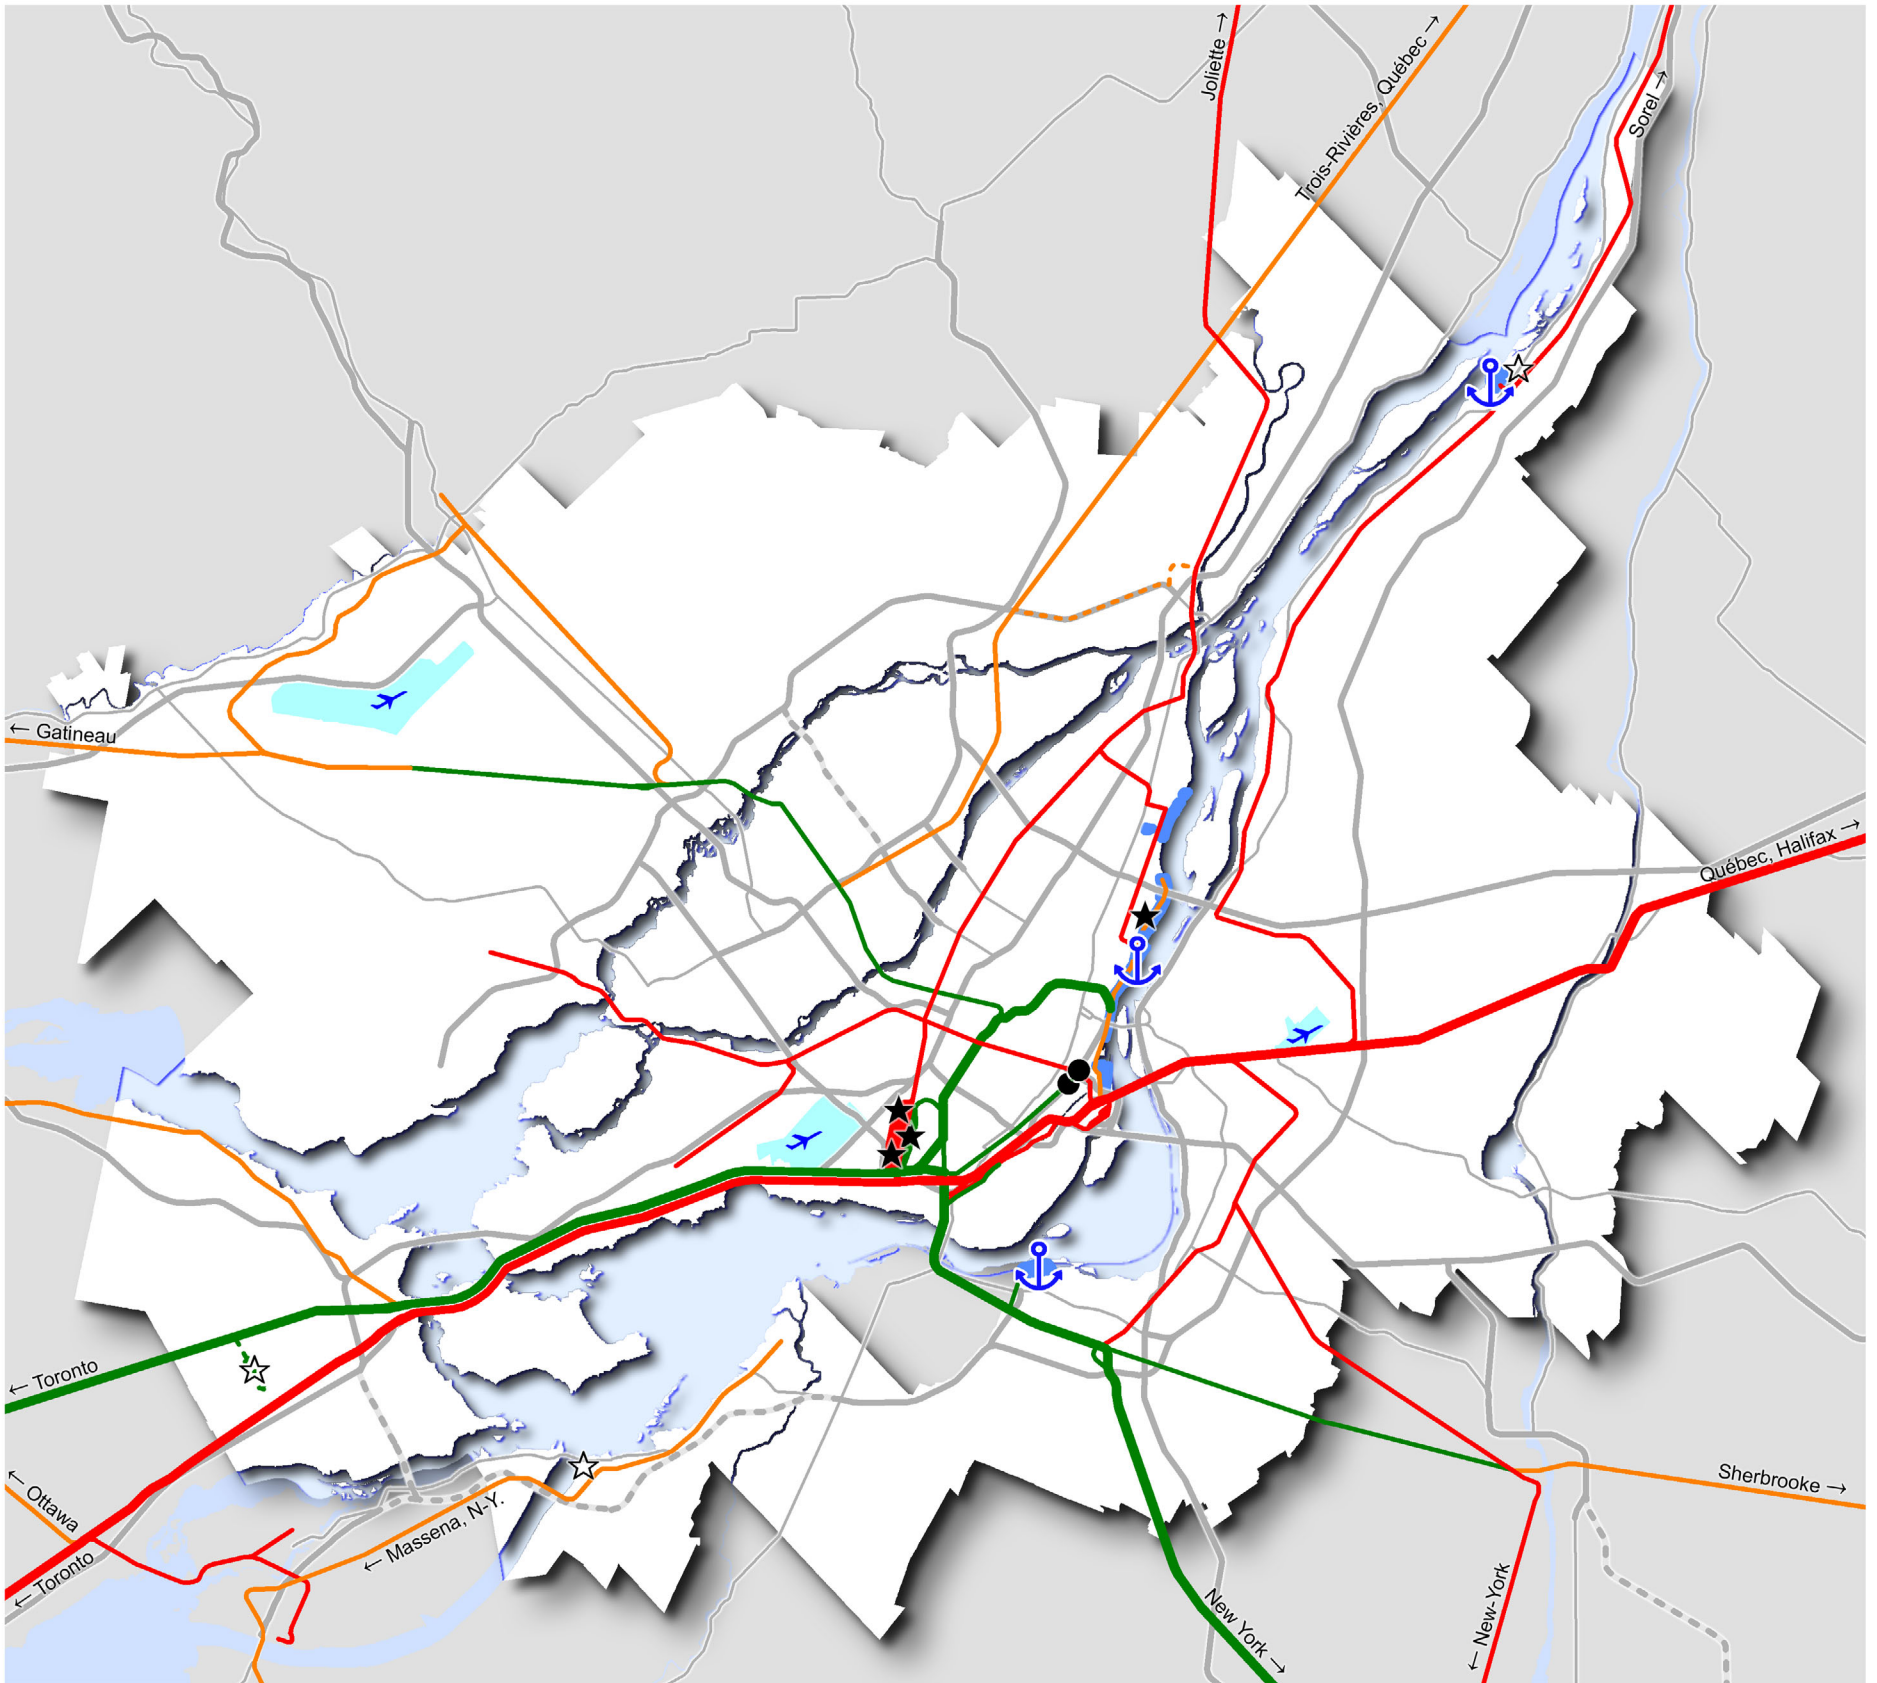 Joliette →
Trois-Rivières, Québec →
Sorel →
← Gatineau
Québec, Halifax →
← Toronto
← Ottawa
← Toronto
← Massena, N-Y.
Sherbrooke →
New York →
← New-York